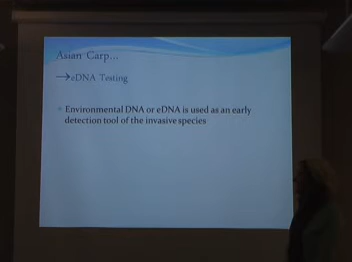 Asian Carp...
→eDNA Testing
Environmental DNA or eDNA is used as an early
detection tool of the invasive species